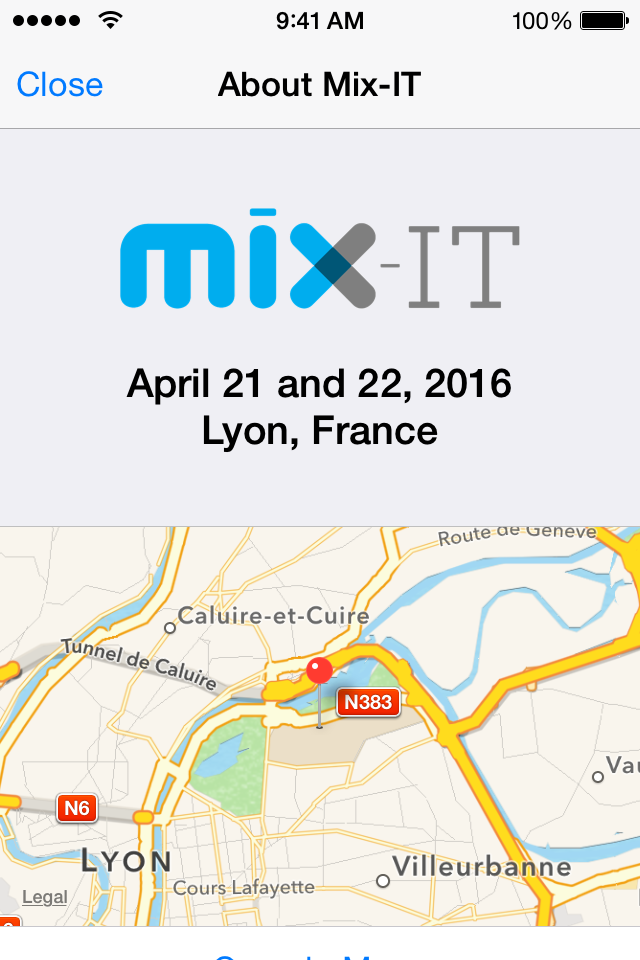 9:41 AM
100%
Close
About Mix-IT
mix-IT
April 21 and 22, 2016
Lyon, France
Route de Genève
Caluire-et-Cuire
Tunnel de Caluire
N383
N6
LYON
Villeurbanne
Cours Lafayette
Legal